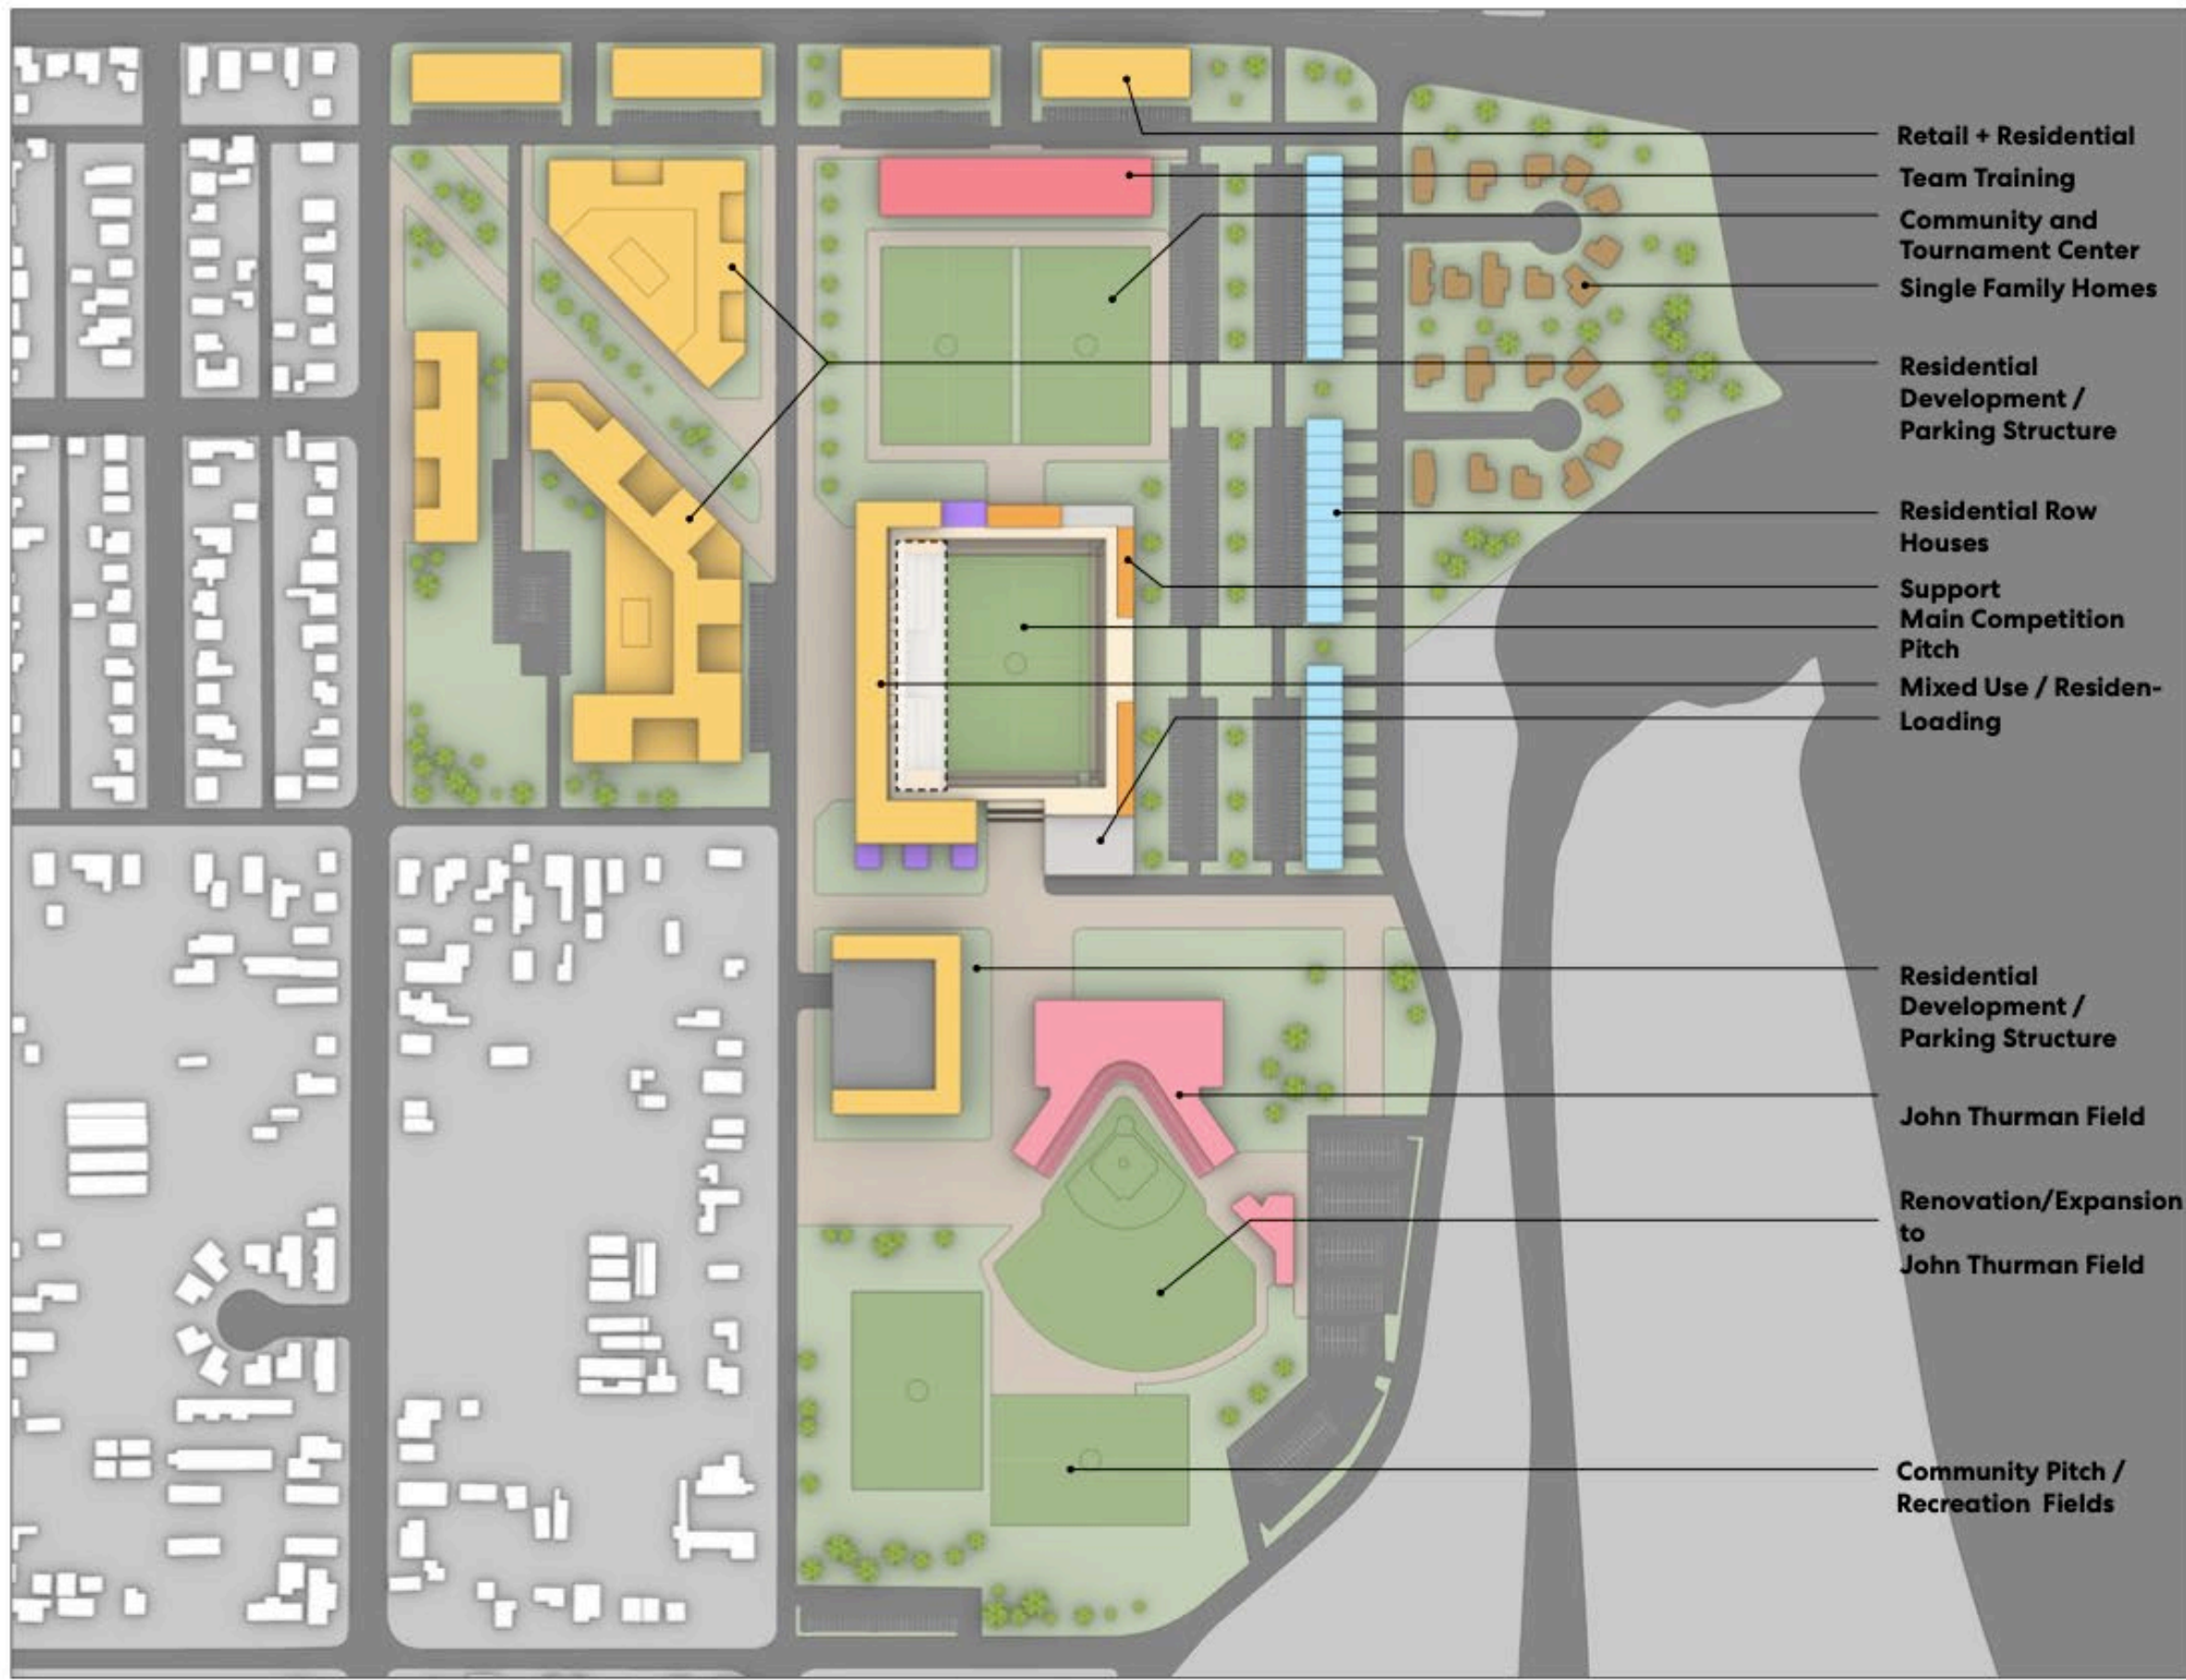 Retail + Residential
Team Training
Community and
Tournament Center
Single Family Homes
Residential
Development /
Parking Structure
Residential Row
Houses
Support
Main Competition
Pitch
Mixed Use / Residen-
Loading
Residential
Development /
Parking Structure
John Thurman Field
Renovation/Expansion
to
John Thurman Field
Community Pitch /
Recreation Fields